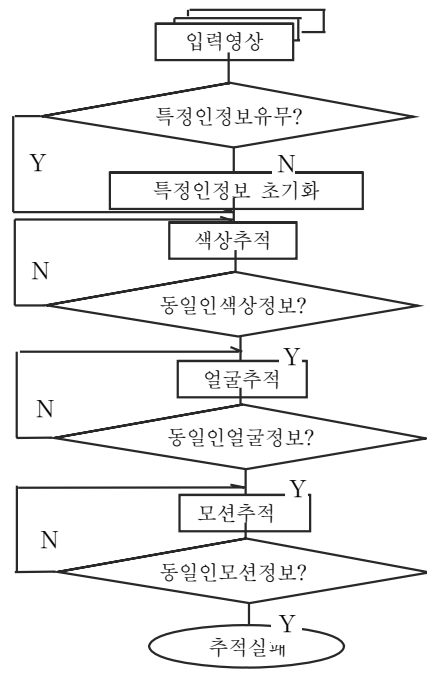 입력영상
특정인정보유무?
Y
N
특정인정보 초기화
색상추적
N
동일인색상정보?
Y
얼굴추적
N
동일인얼굴정보?
Y
모션추적
N
동일인모션정보?
Y
추적실패